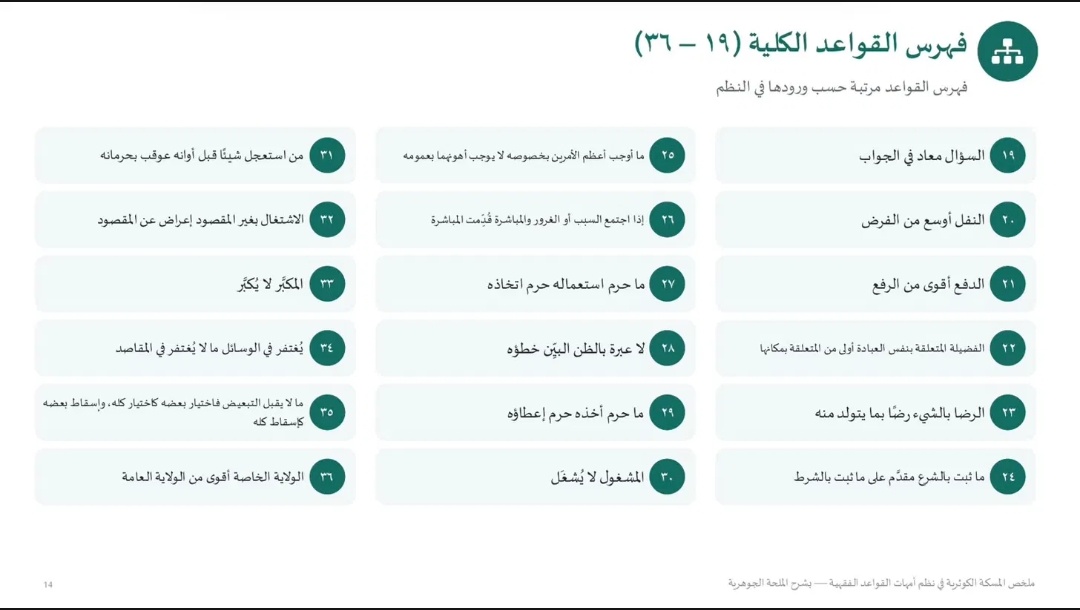 فهرس القواعد الكلية (١٩ – ٣٦)
فهرس القواعد مرتبة حسب ورودها في النظم
١٩ السؤال معاد في الجواب
٢٠ النفل أوسع من الفرض
٢١ الدفع أقوى من الرفع
٢٢ الفضيلة المتعلقة بنفس العبادة أولى من المتعلقة بمكانها
٢٣ الرضا بالشيء رضًا بما يتولد منه
٢٤ ما ثبت بالشرع مقدَّم على ما ثبت بالشرط
٢٥ ما أوجب أعظم الأمرين بخصوصه لا يوجب أهونهما بعمومه
٢٦ إذا اجتمع السبب أو الغرور والمباشرة قُدِّمت المباشرة
٢٧ ما حرم استعماله حرم اتخاذه
٢٨ لا عبرة بالظن البيِّن خطؤه
٢٩ ما حرم أخذه حرم إعطاؤه
٣٠ المشغول لا يُشغَل
٣١ من استعجل شيئًا قبل أوانه عوقب بحرمانه
٣٢ الاشتغال بغير المقصود إعراض عن المقصود
٣٣ المكبَّر لا يُكبَّر
٣٤ يُغتفر في الوسائل ما لا يُغتفر في المقاصد
٣٥ ما لا يقبل التبعيض فاختيار بعضه كاختيار كله، وإسقاط بعضه
كإسقاط كله
٣٦ الولاية الخاصة أقوى من الولاية العامة
ملخص المسكة الكوثرية في نظم أمهات القواعد الفقهية — بشرح الملحة الجوهرية
14